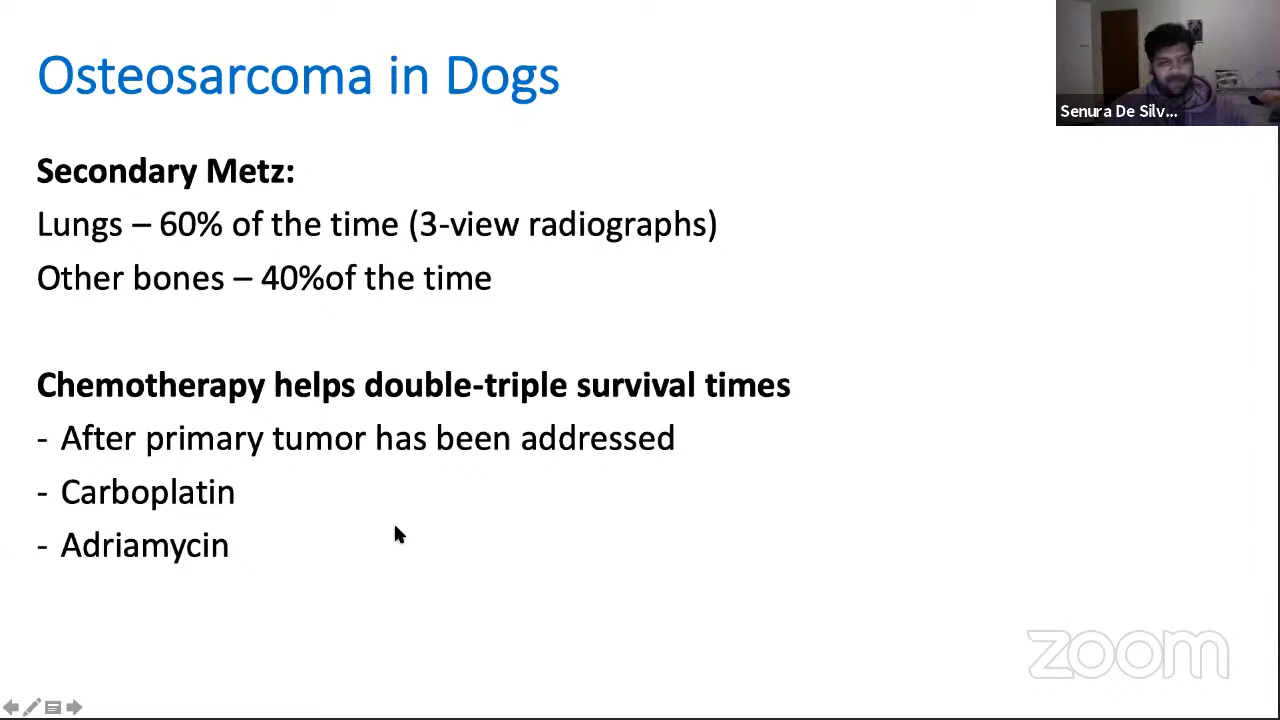 Osteosarcoma in Dogs
Senura De Silv...
Secondary Metz:
Lungs – 60% of the time (3-view radiographs)
Other bones – 40%of the time
Chemotherapy helps double-triple survival times
- After primary tumor has been addressed
- Carboplatin
- Adriamycin
zoom